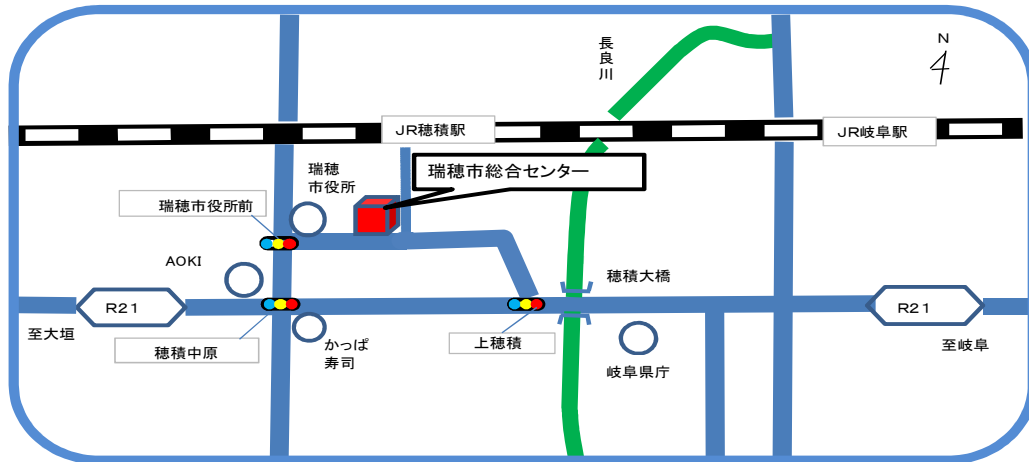 N
長
良
川
JR穂積駅
JR岐阜駅
瑞穂
市役所
瑞穂市総合センター
瑞穂市役所前
AOKI
穂積大橋
R21
R21
至大垣
穂積中原
かっぱ
寿司
上穂積
岐阜県庁
至岐阜